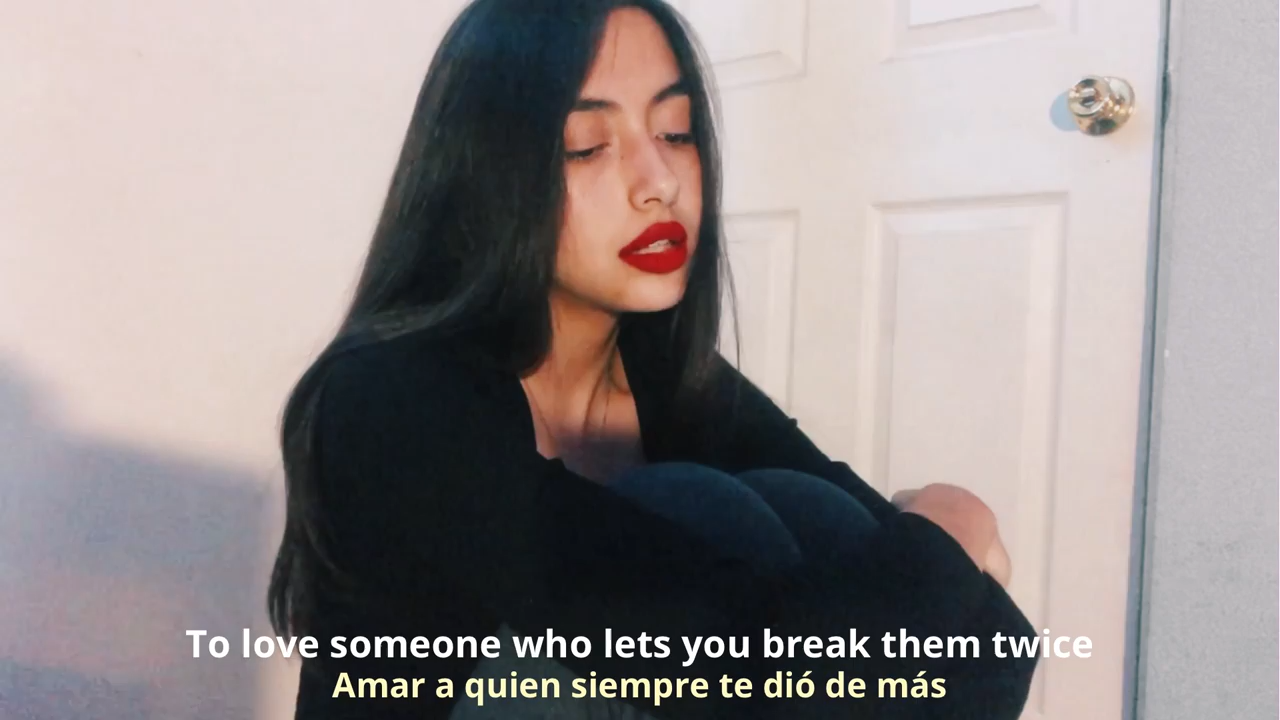 To love someone who lets you break them twice
Amar a quien siempre te dió de más